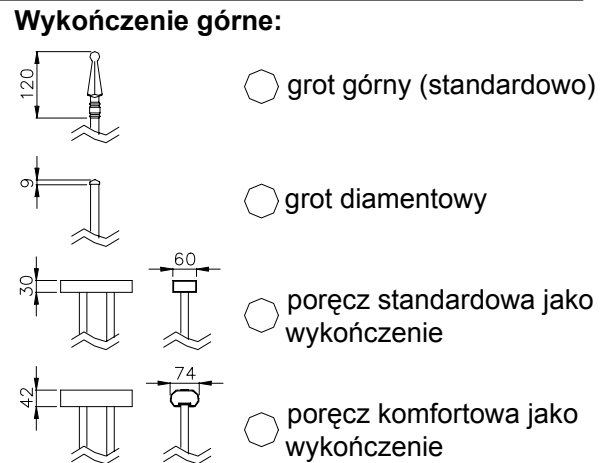 Wykończenie górne:
120
grot górny (standardowo)
9
grot diamentowy
30
60
poręcz standardowa jako
wykończenie
42
74
poręcz komfortowa jako
wykończenie